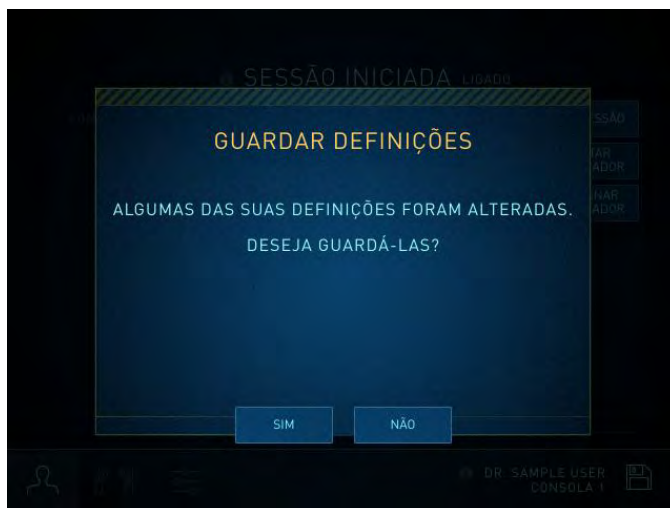 SESSÃO INICIADA LIGADO
SSÃO
GUARDAR DEFINIÇÕES
ALGUMAS DAS SUAS DEFINIÇÕES FORAM ALTERADAS.
DESEJA GUARDÁ-LAS?
SIM
NÃO
DR. SAMPLE USER
CONSOLA 1